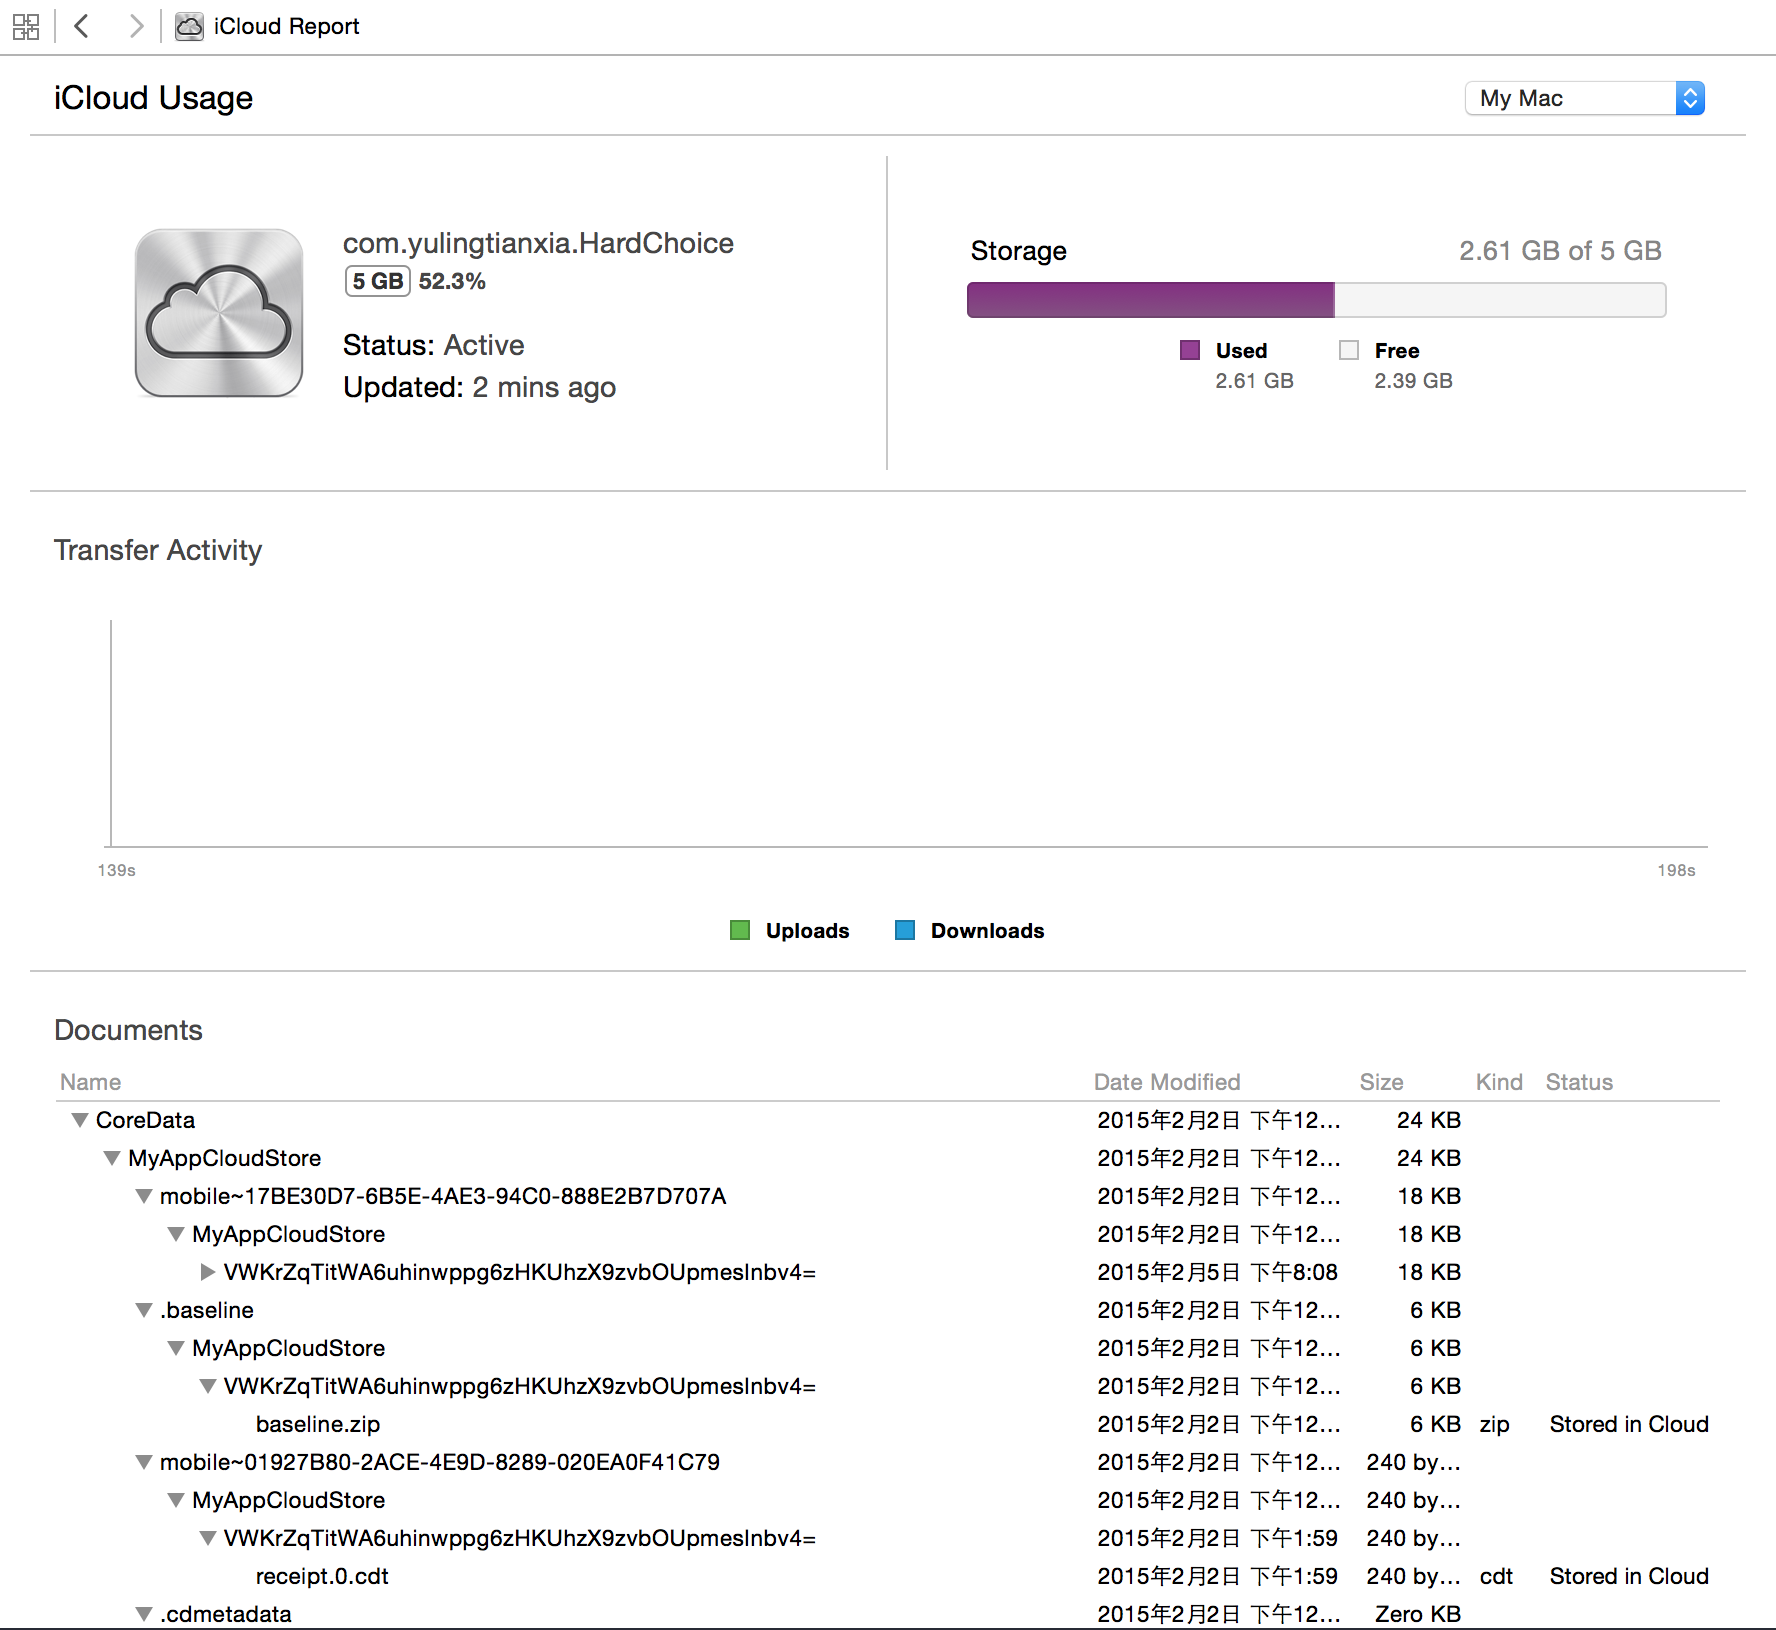 iCloud Report
iCloud Usage
My Mac
com.yulingtianxia.HardChoice
5 GB 52.3%
Status: Active
Updated: 2 mins ago
Storage 2.61 GB of 5 GB
Used Free
2.61 GB 2.39 GB
Transfer Activity
139s 198s
Uploads Downloads
Documents
Name Date Modified Size Kind Status
CoreData 2015年2月2日 下午12... 24 KB
MyAppCloudStore 2015年2月2日 下午12... 24 KB
mobile~17BE30D7-6B5E-4AE3-94C0-888E2B7D707A 2015年2月2日 下午12... 18 KB
MyAppCloudStore 2015年2月2日 下午12... 18 KB
VWKrZqTitWA6uhinwppg6zHKUhzX9zvbOUpmesInbv4= 2015年2月5日 下午8:08 18 KB
.baseline 2015年2月2日 下午12... 6 KB
MyAppCloudStore 2015年2月2日 下午12... 6 KB
VWKrZqTitWA6uhinwppg6zHKUhzX9zvbOUpmesInbv4= 2015年2月2日 下午12... 6 KB
baseline.zip 2015年2月2日 下午12... 6 KB zip Stored in Cloud
mobile~01927B80-2ACE-4E9D-8289-020EA0F41C79 2015年2月2日 下午12... 240 by...
MyAppCloudStore 2015年2月2日 下午12... 240 by...
VWKrZqTitWA6uhinwppg6zHKUhzX9zvbOUpmesInbv4= 2015年2月2日 下午1:59 240 by...
receipt.0.cdt 2015年2月2日 下午1:59 240 by... cdt Stored in Cloud
.cdmetadata 2015年2月2日 下午12... Zero KB